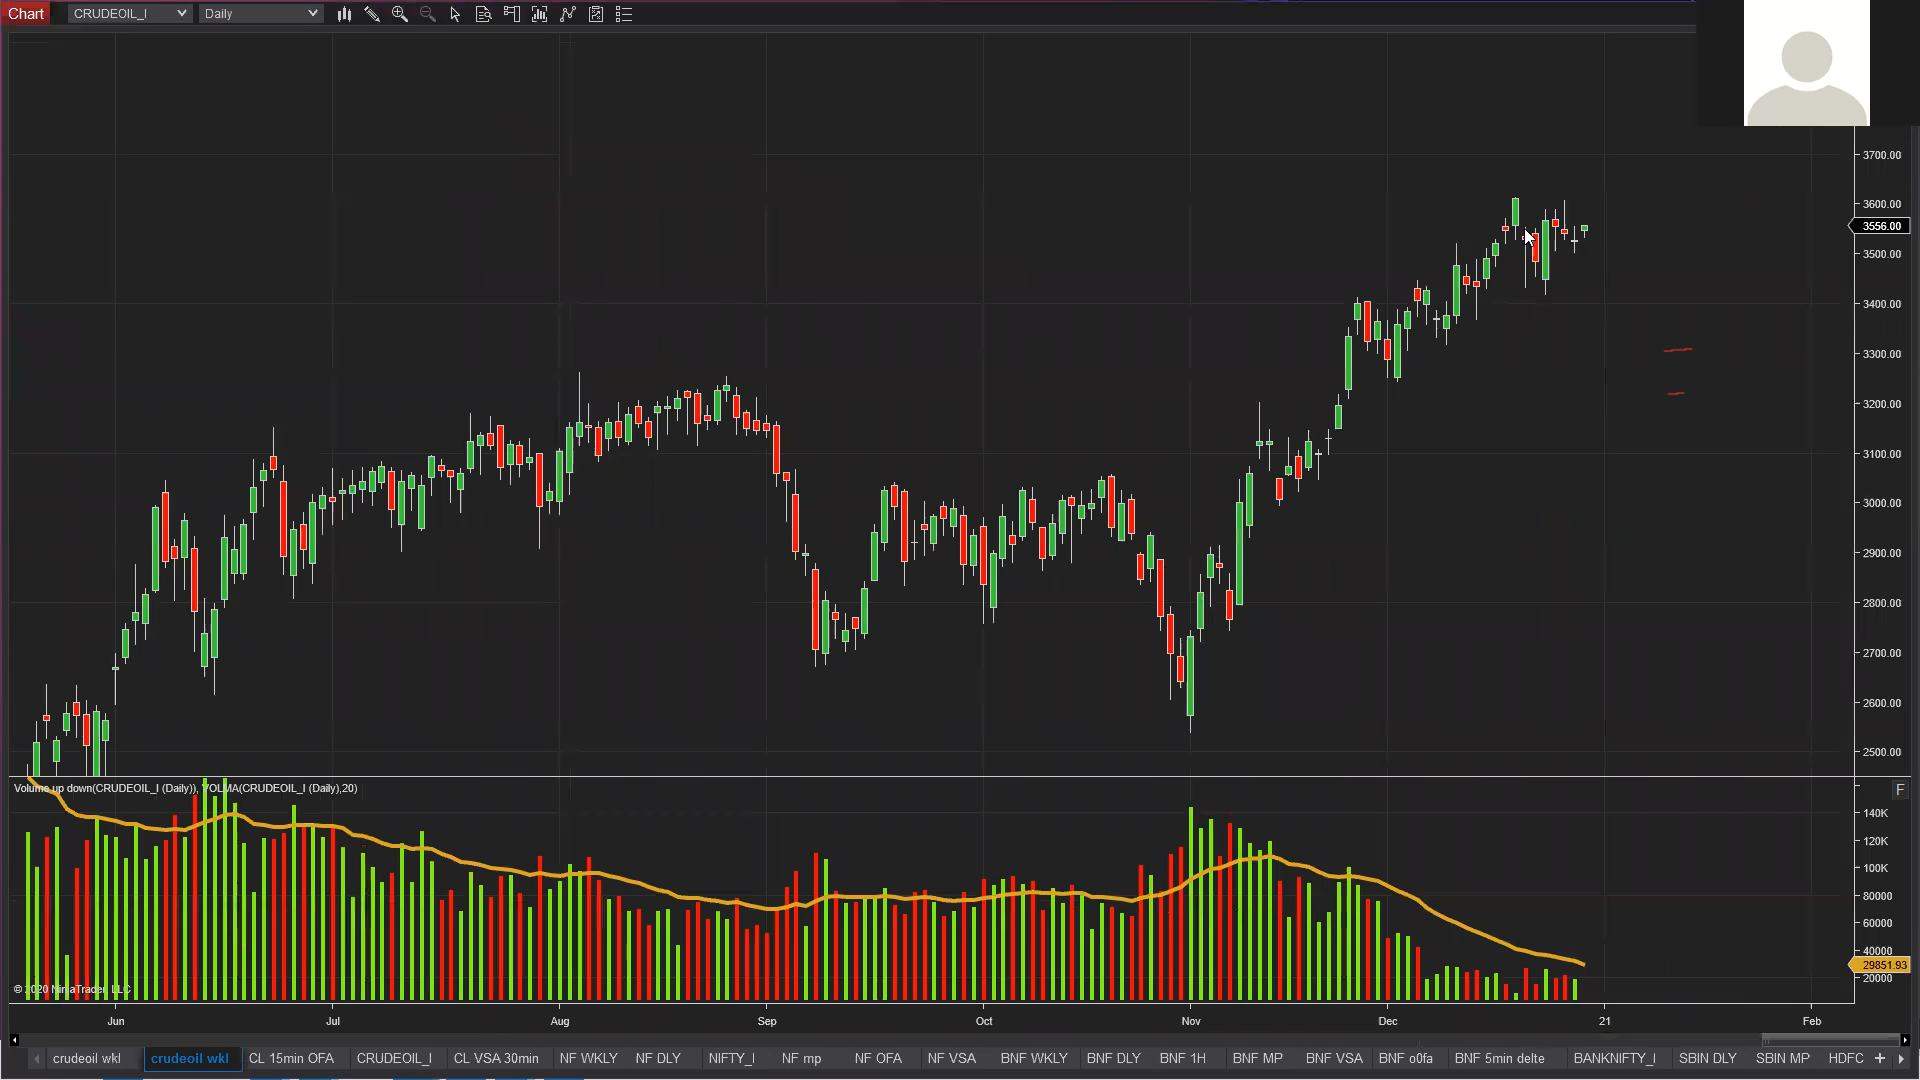 Chart CRUDEOIL_I Daily
3700.00
3600.00
3556.00
3500.00
3400.00
3300.00
3200.00
3100.00
3000.00
2900.00
2800.00
2700.00
2600.00
2500.00
Volume up down(CRUDEOIL_I (Daily)), VOLMA(CRUDEOIL_I (Daily),20)
F
140K
120K
100K
80000
60000
40000
29851.93
20000
© 2020 NinjaTrader, LLC
Jun Jul Aug Sep Oct Nov Dec 21 Feb
crudeoil wkl crudeoil wkl CL 15min OFA CRUDEOIL_I CL VSA 30min NF WKLY NF DLY NIFTY_I NF mp NF OFA NF VSA BNF WKLY BNF DLY BNF 1H BNF MP BNF VSA BNF o0fa BNF 5min delte BANKNIFTY_I SBIN DLY SBIN MP HDFC +